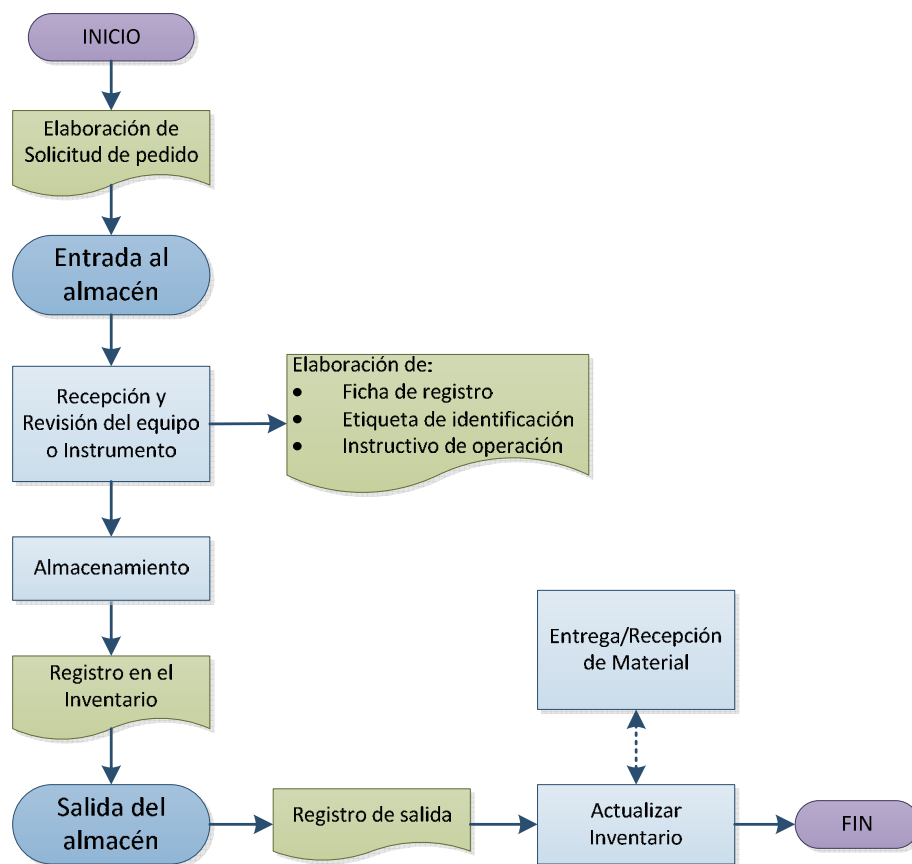 INICIO
Elaboración de
Solicitud de pedido
Entrada al
almacén
Recepción y
Revisión del equipo
o Instrumento
Elaboración de:
• Ficha de registro
• Etiqueta de identificación
• Instructivo de operación
Almacenamiento
Registro en el
Inventario
Entrega/Recepción
de Material
Salida del
almacén
Registro de salida
Actualizar
Inventario
FIN